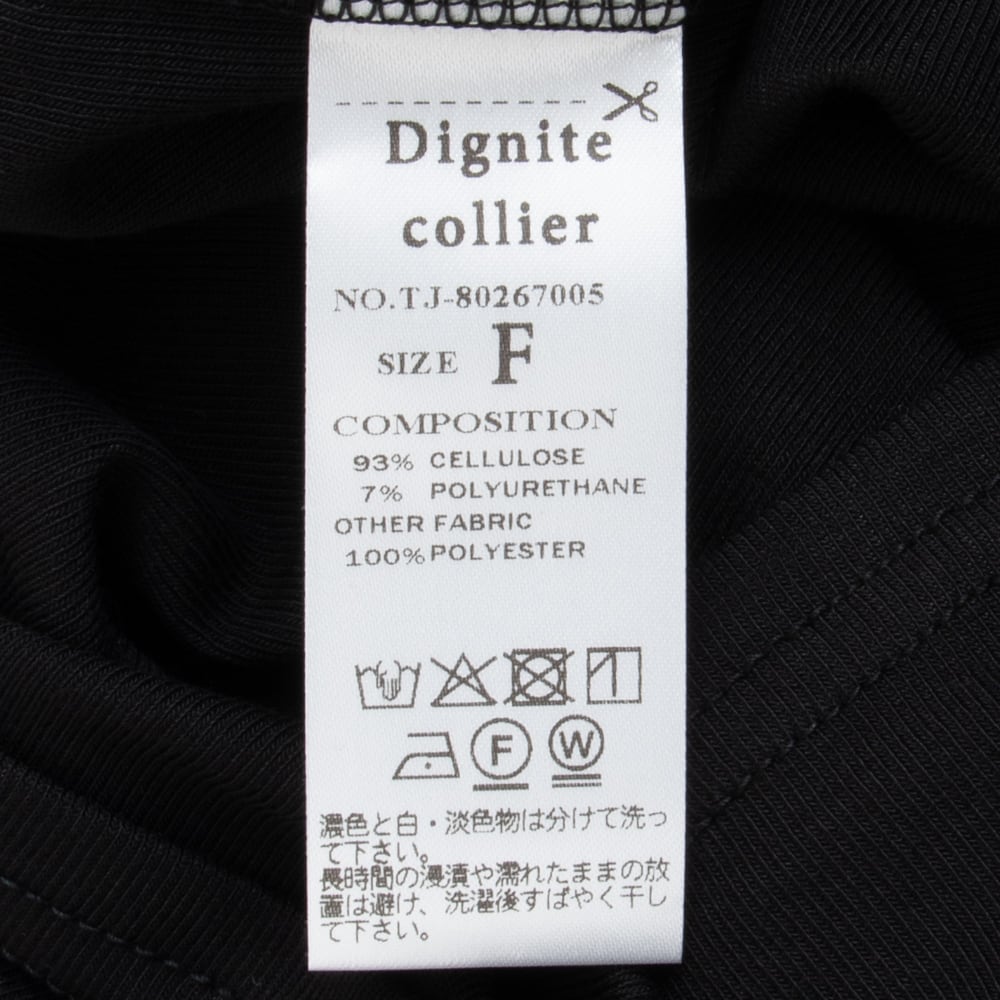 Dignite
collier
NO.TJ-80267005
SIZE F
COMPOSITION
93% CELLULOSE
7% POLYURETHANE
OTHER FABRIC
100%POLYESTER
F W
濃色と白・淡色物は分けて洗っ
て下さい。
長時間の浸漬や濡れたままの放
置は避け、洗濯後すばやく干し
て下さい。